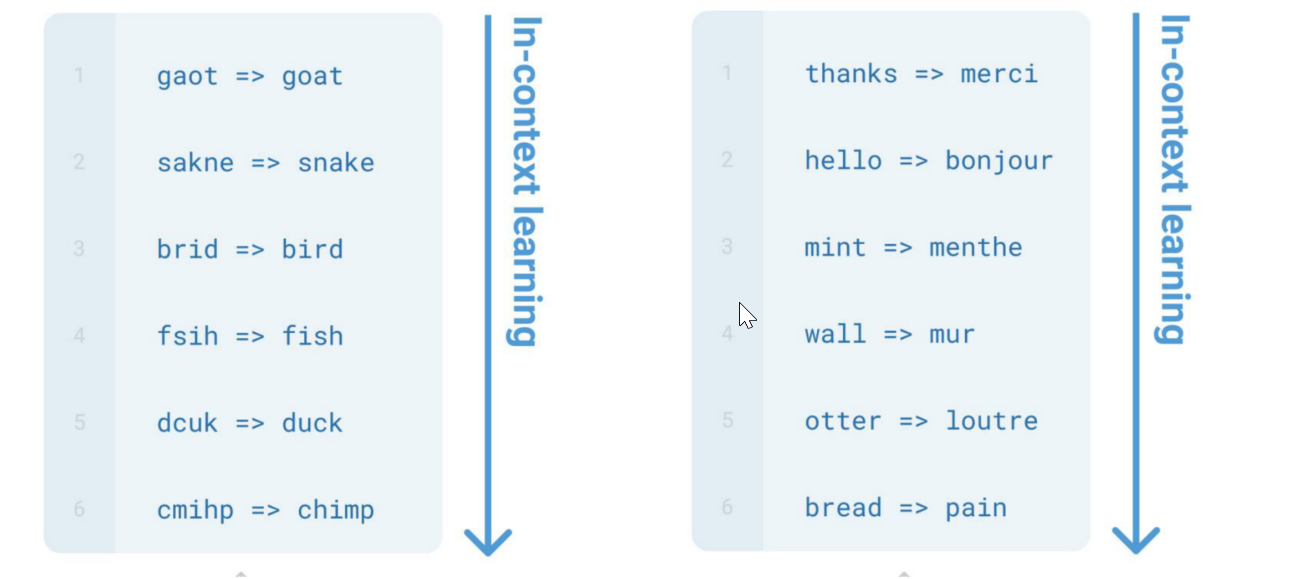 1 gaot => goat
2 sakne => snake
3 brid => bird
4 fsih => fish
5 dcuk => duck
6 cmihp => chimp
In-context learning
1 thanks => merci
2 hello => bonjour
3 mint => menthe
4 wall => mur
5 otter => loutre
6 bread => pain
In-context learning